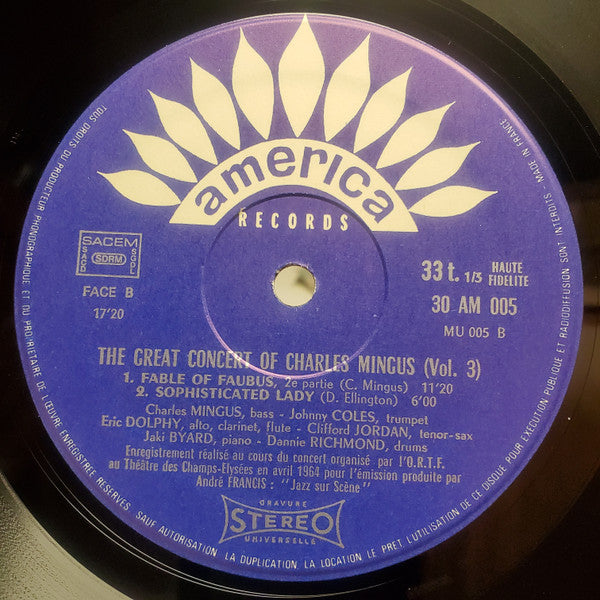 america
RECORDS
SACEM
SACD SDRM SGDL
FACE B
17'20
33 t. 1/3 HAUTE FIDELITE
30 AM 005
MU 005 B
THE GREAT CONCERT OF CHARLES MINGUS (Vol. 3)
1. FABLE OF FAUBUS, 2e partie (C. Mingus) 11'20
2. SOPHISTICATED LADY (D. Ellington) 6'00
Charles MINGUS, bass - Johnny COLES, trumpet
Eric DOLPHY, alto, clarinet, flute - Clifford JORDAN, tenor-sax
Jaki BYARD, piano - Dannie RICHMOND, drums
Enregistrement réalisé au cours du concert organisé par l'O.R.T.F.
au Théâtre des Champs-Elysées en avril 1964 pour l'émission produite par
André FRANCIS : "Jazz sur Scène"
GRAVURE
STEREO
UNIVERSELLE
TOUS DROITS DU PRODUCTEUR PHONOGRAPHIQUE ET DU PROPRIETAIRE DE L'ŒUVRE ENREGISTREE RESERVES. SAUF AUTORISATION LA DUPLICATION, LA LOCATION LE PRET, L'UTILISATION DE CE DISQUE POUR EXECUTION PUBLIQUE ET RADIODIFFUSION SONT INTERDITS. MADE IN FRANCE